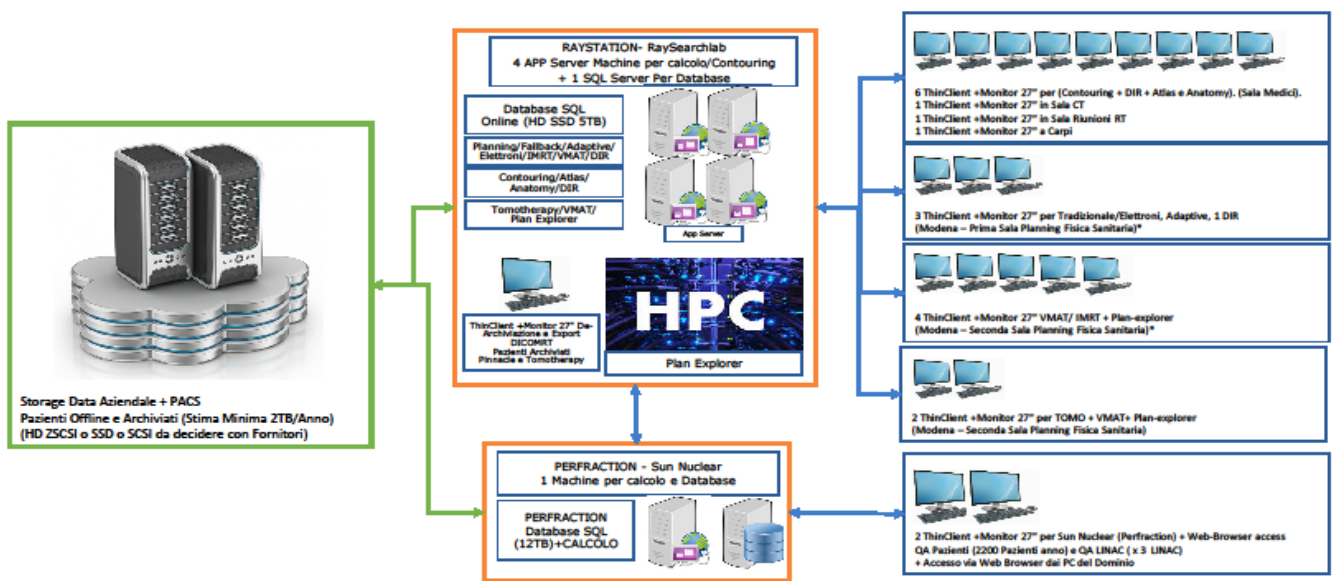 Storage Data Aziendale + PACS
Pazienti Offline e Archiviati (Stima Minima 2TB/Anno)
(HD ZSCSI o SSD o SCSI da decidere con Fornitori)
RAYSTATION- RaySearchlab
4 APP Server Machine per calcolo/Contouring
+ 1 SQL Server Per Database
Database SQL
Online (HD SSD 5TB)
Planning/Fallback/Adaptive/
Elettroni/IMRT/VMAT/DIR
Contouring/Atlas/
Anatomy/DIR
Tomotherapy/VMAT/
Plan Explorer
App Server
ThinClient +Monitor 27" De-
Archiviazione e Export
DICOMRT
Pazienti Archiviati
Pinnacle e Tomotherapy
HPC
Plan Explorer
PERFRACTION - Sun Nuclear
1 Machine per calcolo e Database
PERFRACTION
Database SQL
(12TB)+CALCOLO
6 ThinClient +Monitor 27" per (Contouring + DIR + Atlas e Anatomy). (Sala Medici).
1 ThinClient +Monitor 27" in Sala CT
1 ThinClient +Monitor 27" in Sala Riunioni RT
1 ThinClient +Monitor 27" a Carpi
3 ThinClient +Monitor 27" per Tradizionale/Elettroni, Adaptive, 1 DIR
(Modena – Prima Sala Planning Fisica Sanitaria)*
4 ThinClient +Monitor 27" VMAT/ IMRT + Plan-explorer
(Modena – Seconda Sala Planning Fisica Sanitaria)*
2 ThinClient +Monitor 27" per TOMO + VMAT+ Plan-explorer
(Modena – Seconda Sala Planning Fisica Sanitaria)
2 ThinClient +Monitor 27" per Sun Nuclear (Perfraction) + Web-Browser access
QA Pazienti (2200 Pazienti anno) e QA LINAC ( x 3 LINAC)
+ Accesso via Web Browser dai PC del Dominio